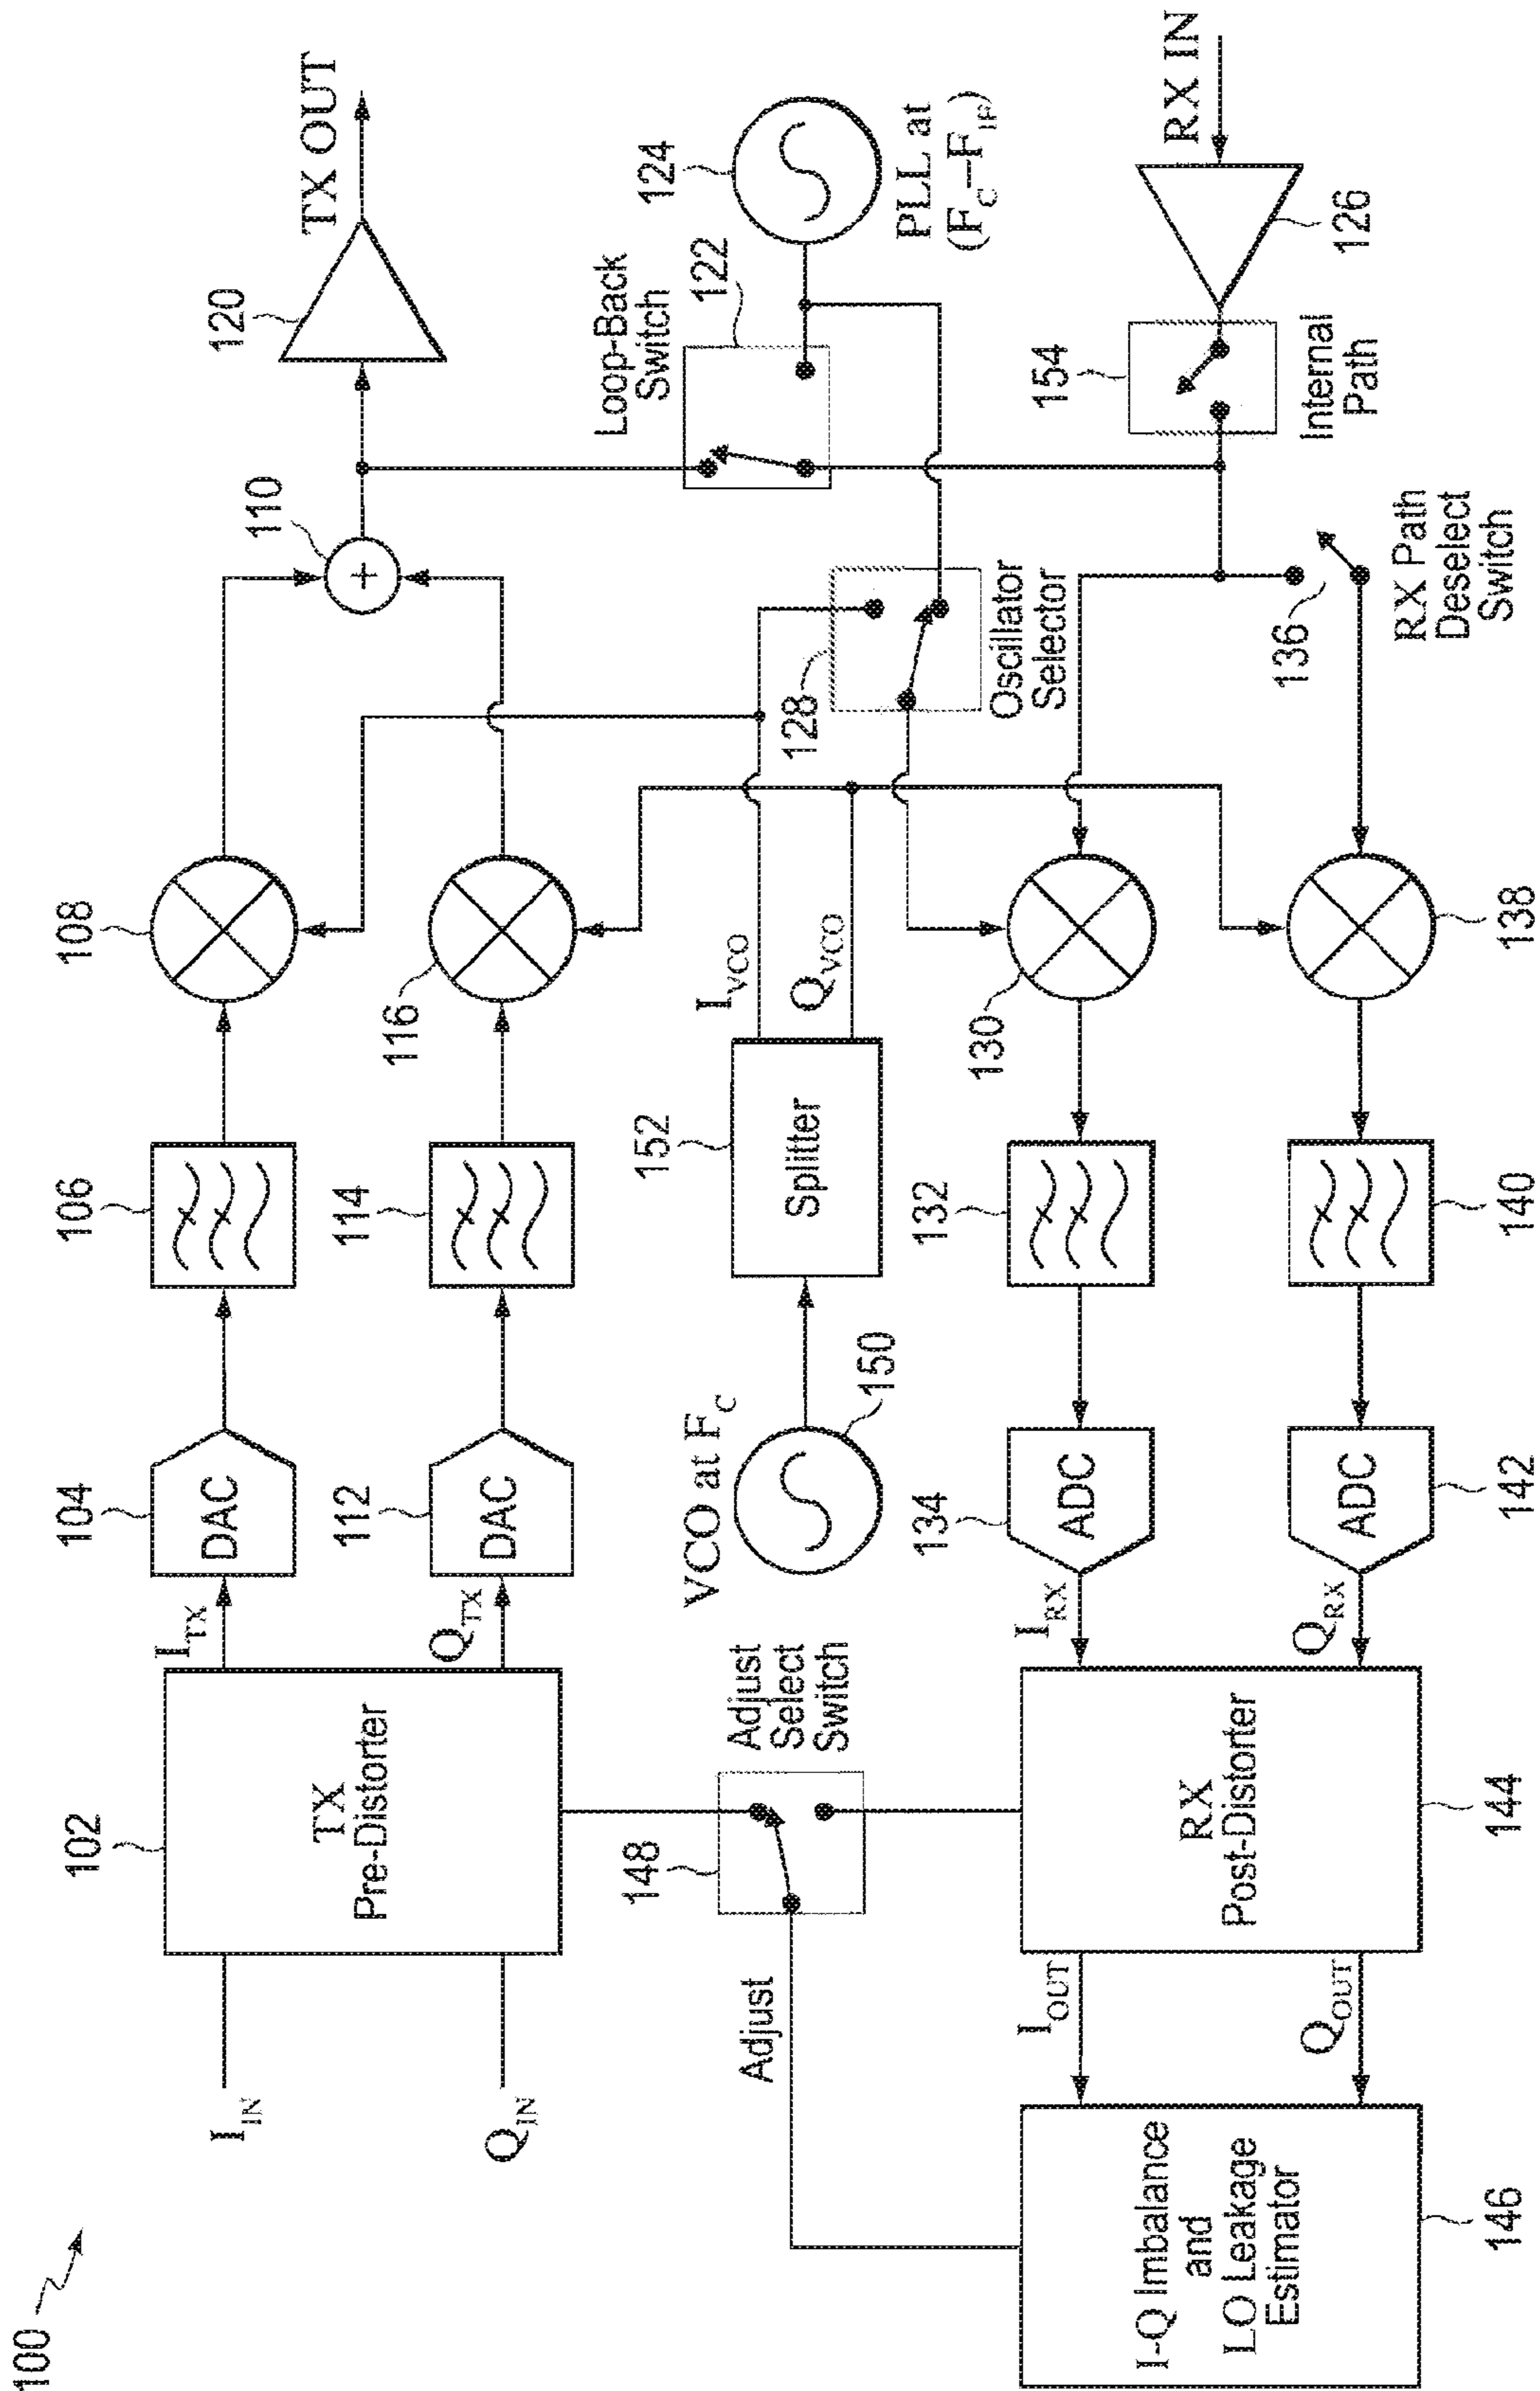 100
I_IN
Q_IN
102
TX
Pre-Distorter
I_TX
Q_TX
104
DAC
112
DAC
106
114
108
116
110
120
TX OUT
Loop-Back
Switch
122
124
PLL at
(F_C–F_IF)
VCO at F_C
150
152
Splitter
I_VCO
Q_VCO
128
Oscillator
Selector
Adjust
148
Adjust
Select
Switch
I-Q Imbalance
and
LO Leakage
Estimator
146
I_OUT
Q_OUT
RX
Post-Distorter
144
I_RX
Q_RX
134
ADC
ADC
142
132
140
130
138
136
RX Path
Deselect
Switch
154
Internal
Path
126
RX IN